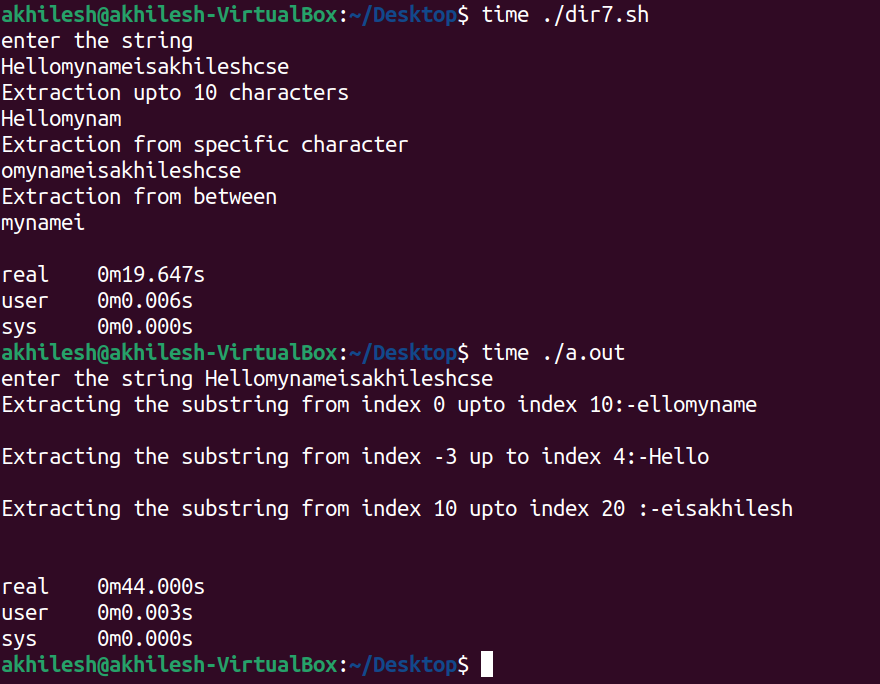 akhilesh@akhilesh-VirtualBox:~/Desktop$ time ./dir7.sh
enter the string
Hellomynameisakhileshcse
Extraction upto 10 characters
Hellomynam
Extraction from specific character
omynameisakhileshcse
Extraction from between
mynamei
real    0m19.647s
user    0m0.006s
sys     0m0.000s
akhilesh@akhilesh-VirtualBox:~/Desktop$ time ./a.out
enter the string Hellomynameisakhileshcse
Extracting the substring from index 0 upto index 10:-ellomyname
Extracting the substring from index -3 up to index 4:-Hello
Extracting the substring from index 10 upto index 20 :-eisakhilesh
real    0m44.000s
user    0m0.003s
sys     0m0.000s
akhilesh@akhilesh-VirtualBox:~/Desktop$